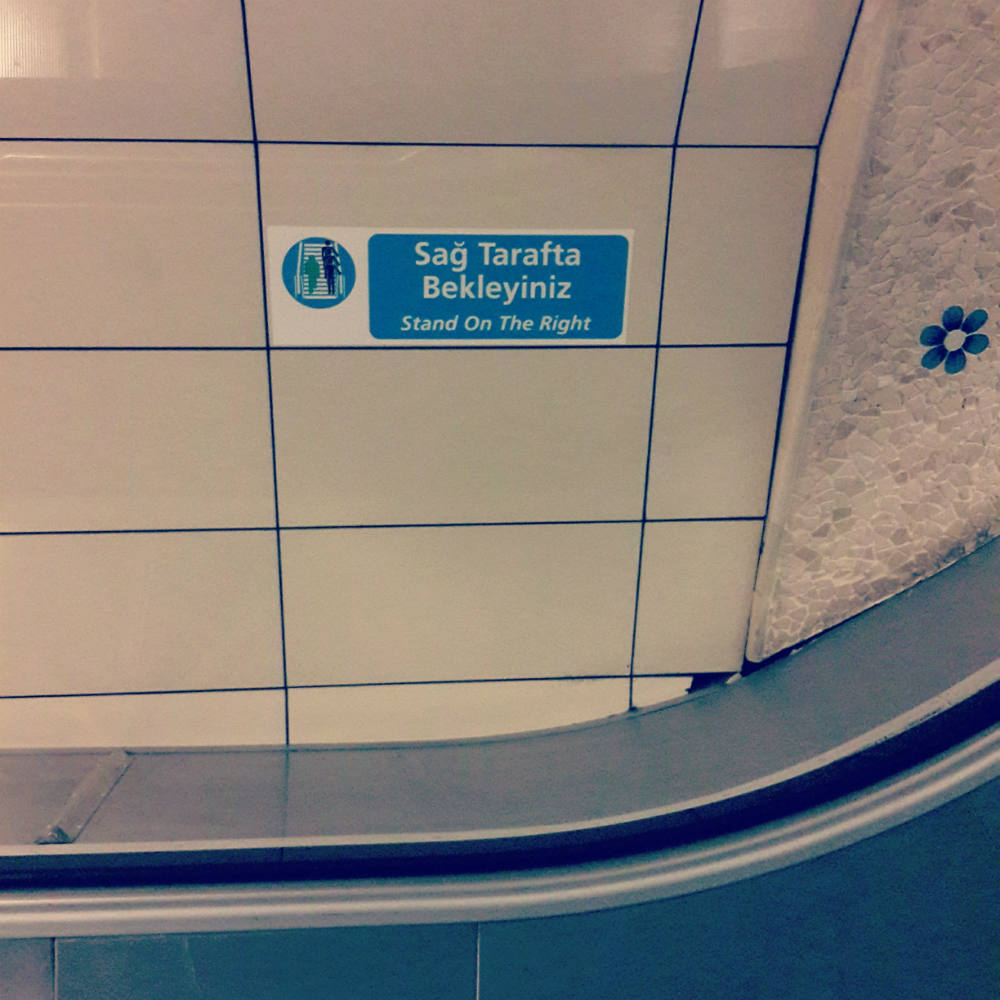 Sağ Tarafta
Bekleyiniz
Stand On The Right